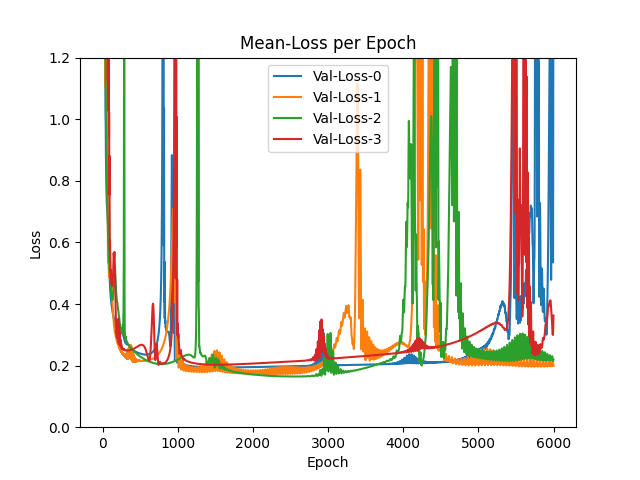 Mean-Loss per Epoch
1.2
1.0
0.8
0.6
0.4
0.2
0.0
Loss
Val-Loss-0
Val-Loss-1
Val-Loss-2
Val-Loss-3
0 1000 2000 3000 4000 5000 6000
Epoch